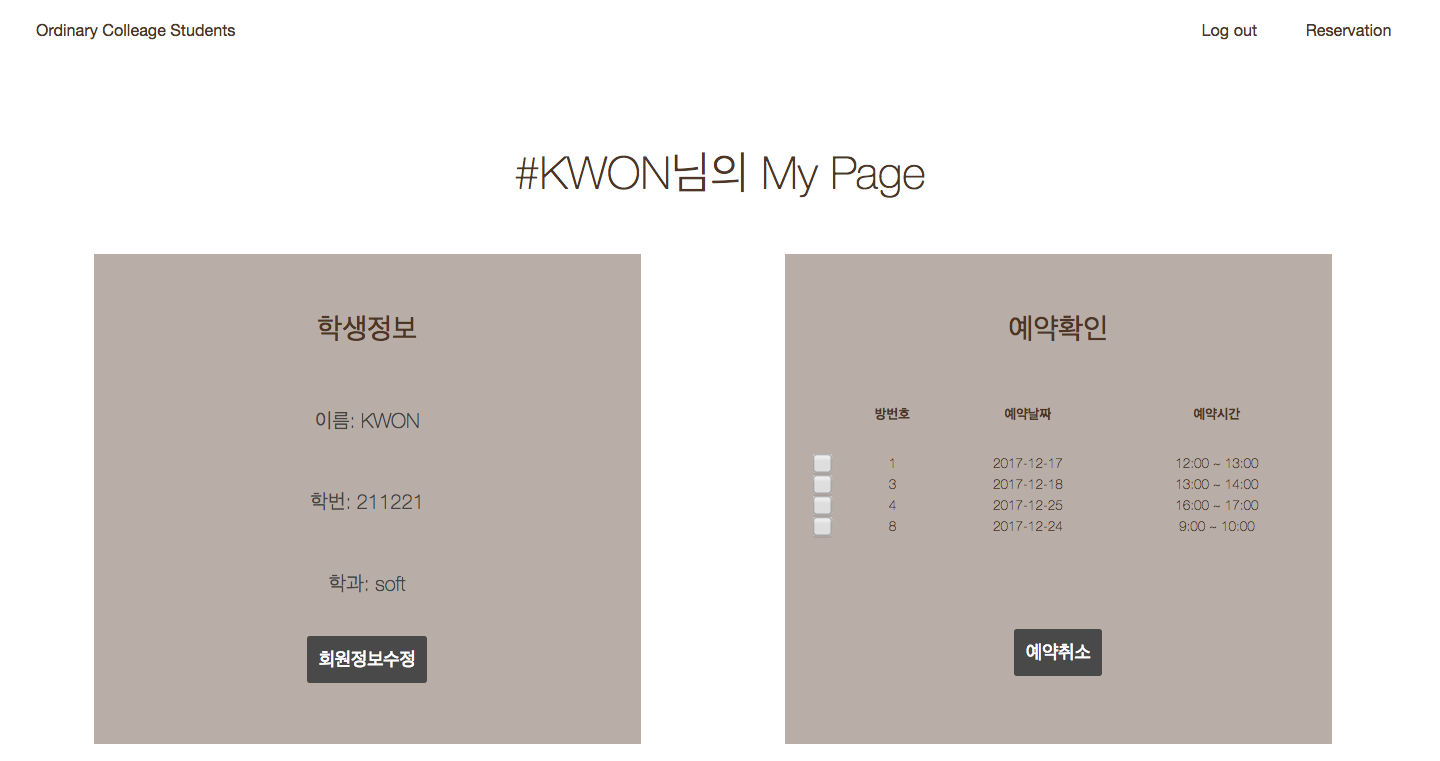 Ordinary Colleage Students Log out Reservation
#KWON님의 My Page
학생정보
이름: KWON
학번: 211221
학과: soft
회원정보수정
예약확인
방번호 예약날짜 예약시간
1 2017-12-17 12:00 ~ 13:00
3 2017-12-18 13:00 ~ 14:00
4 2017-12-25 16:00 ~ 17:00
8 2017-12-24 9:00 ~ 10:00
예약취소